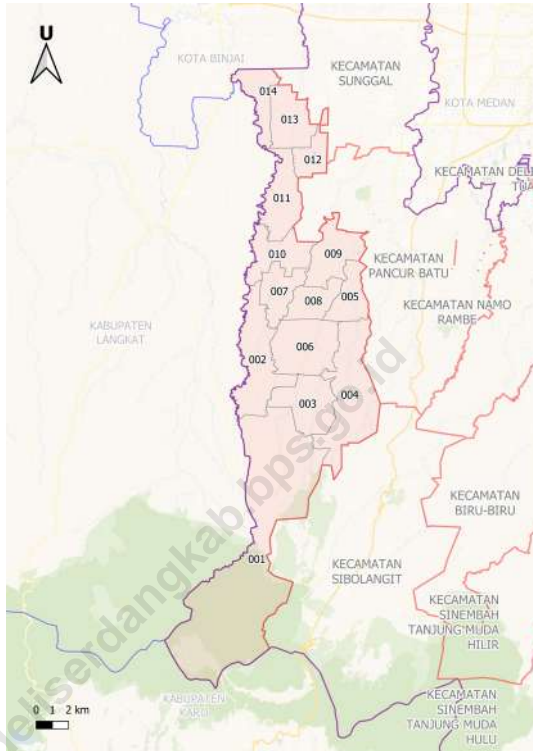 U
KOTA BINJAI
KECAMATAN
SUNGGAL
KOTA MEDAN
014
013
012
KECAMATAN DELI
TUA
011
010
009
KECAMATAN
PANCUR BATU
007
008
005
KECAMATAN NAMO
RAMBE
KABUPATEN
LANGKAT
006
002
003
004
KECAMATAN
BIRU-BIRU
001
KECAMATAN
SIBOLANGIT
KECAMATAN
SINEMBAH
TANJUNG MUDA
HILIR
KABUPATEN
KARO
KECAMATAN
SINEMBAH
TANJUNG MUDA
HULU
0 1 2 km
deliserdangkab.bps.go.id